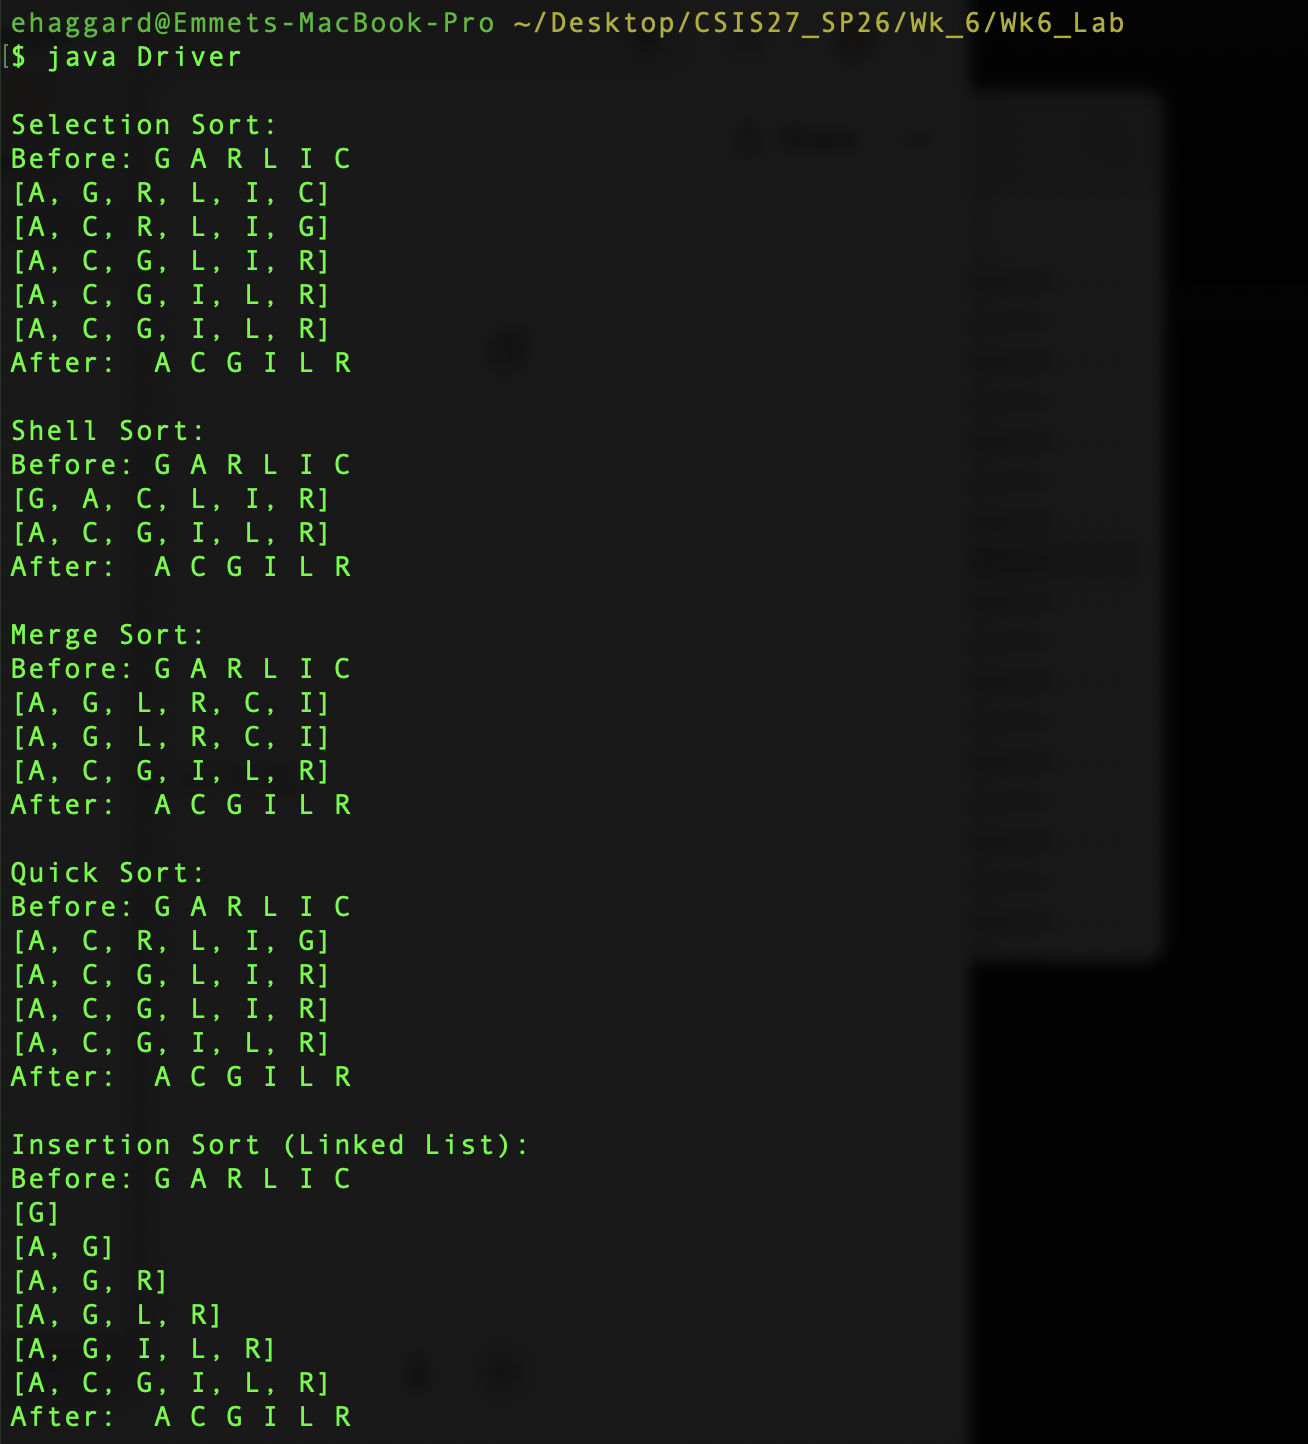 ehaggard@Emmets-MacBook-Pro ~/Desktop/CSIS27_SP26/Wk_6/Wk6_Lab
[$ java Driver
Selection Sort:
Before: G A R L I C
[A, G, R, L, I, C]
[A, C, R, L, I, G]
[A, C, G, L, I, R]
[A, C, G, I, L, R]
[A, C, G, I, L, R]
After:  A C G I L R
Shell Sort:
Before: G A R L I C
[G, A, C, L, I, R]
[A, C, G, I, L, R]
After:  A C G I L R
Merge Sort:
Before: G A R L I C
[A, G, L, R, C, I]
[A, G, L, R, C, I]
[A, C, G, I, L, R]
After:  A C G I L R
Quick Sort:
Before: G A R L I C
[A, C, R, L, I, G]
[A, C, G, L, I, R]
[A, C, G, L, I, R]
[A, C, G, I, L, R]
After:  A C G I L R
Insertion Sort (Linked List):
Before: G A R L I C
[G]
[A, G]
[A, G, R]
[A, G, L, R]
[A, G, I, L, R]
[A, C, G, I, L, R]
After:  A C G I L R